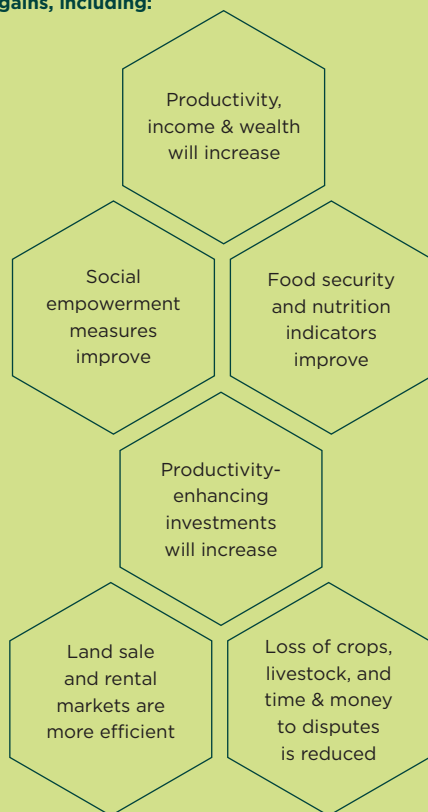 gains, including:
Productivity,
income & wealth
will increase
Social
empowerment
measures
improve
Food security
and nutrition
indicators
improve
Productivity-
enhancing
investments
will increase
Land sale
and rental
markets are
more efficient
Loss of crops,
livestock, and
time & money
to disputes
is reduced